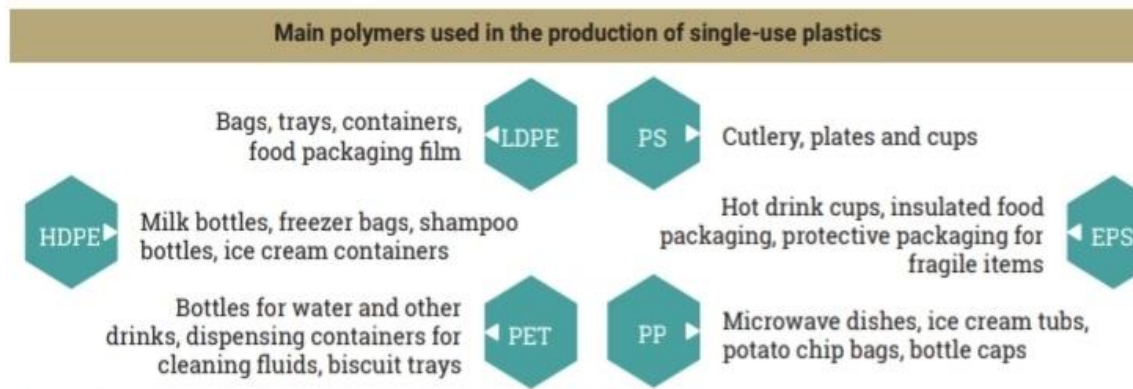 Main polymers used in the production of single-use plastics
Bags, trays, containers,
food packaging film
LDPE
PS
Cutlery, plates and cups
HDPE
Milk bottles, freezer bags, shampoo
bottles, ice cream containers
Hot drink cups, insulated food
packaging, protective packaging for
fragile items
EPS
Bottles for water and other
drinks, dispensing containers for
cleaning fluids, biscuit trays
PET
PP
Microwave dishes, ice cream tubs,
potato chip bags, bottle caps